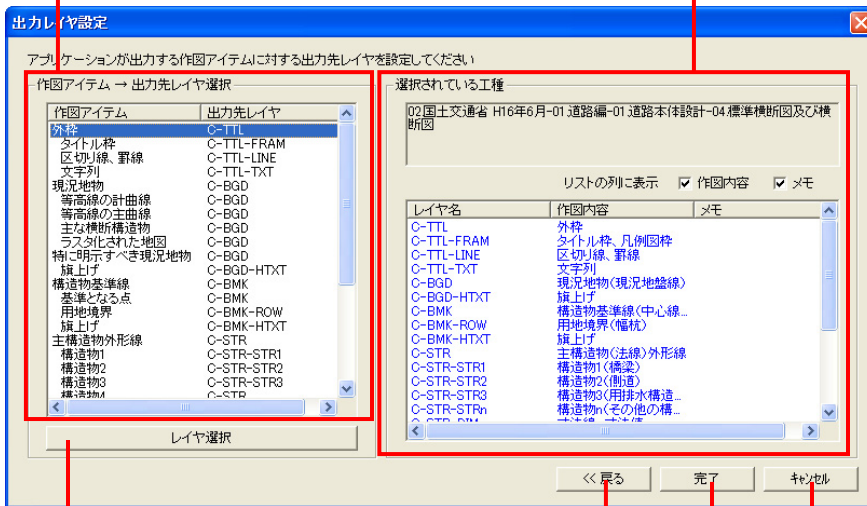 出力レイヤ設定
アプリケーションが出力する作図アイテムに対する出力先レイヤを設定してください
作図アイテム → 出力先レイヤ選択
作図アイテム 出力先レイヤ
外枠 C-TTL
タイトル枠 C-TTL-FRAM
区切り線、罫線 C-TTL-LINE
文字列 C-TTL-TXT
現況地物 C-BGD
等高線の計曲線 C-BGD
等高線の主曲線 C-BGD
主な横断構造物 C-BGD
ラスタ化された地図 C-BGD
特に明示すべき現況地物 C-BGD
旗上げ C-BGD-HTXT
構造物基準線 C-BMK
基準となる点 C-BMK
用地境界 C-BMK-ROW
旗上げ C-BMK-HTXT
主構造物外形線 C-STR
構造物1 C-STR-STR1
構造物2 C-STR-STR2
構造物3 C-STR-STR3
構造物4 C-STR
レイヤ選択
選択されている工種
02国土交通省 H16年6月-01道路編-01道路本体設計-04標準横断図及び横
断図
リストの列に表示 作図内容 メモ
レイヤ名 作図内容 メモ
C-TTL 外枠
C-TTL-FRAM タイトル枠、凡例図枠
C-TTL-LINE 区切り線、罫線
C-TTL-TXT 文字列
C-BGD 現況地物(現況地盤線)
C-BGD-HTXT 旗上げ
C-BMK 構造物基準線(中心線...
C-BMK-ROW 用地境界(幅杭)
C-BMK-HTXT 旗上げ
C-STR 主構造物(法線)外形線
C-STR-STR1 構造物1(橋梁)
C-STR-STR2 構造物2(側道)
C-STR-STR3 構造物3(用排水構造...
C-STR-STRn 構造物n(その他の構...
C-STR-DIM 寸法線、寸法値
<< 戻る 完了 キャンセル